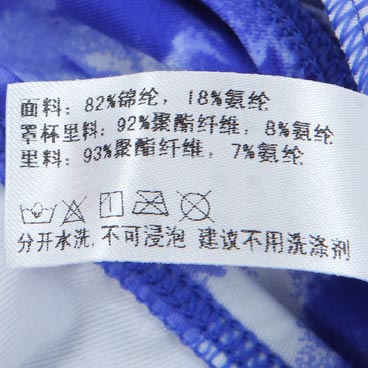 面料：82%锦纶，18%氨纶
罩杯里料：92%聚酯纤维，8%氨纶
里料：93%聚酯纤维，7%氨纶
分开水洗，不可浸泡 建议不用洗涤剂